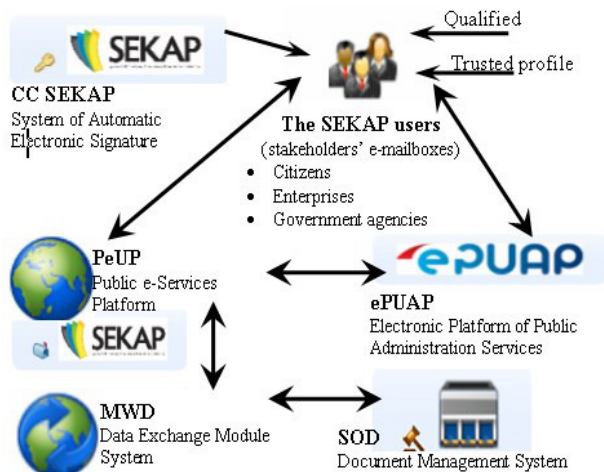 SEKAP
CC SEKAP
System of Automatic
Electronic Signature
Qualified
Trusted profile
The SEKAP users
(stakeholders' e-mailboxes)
• Citizens
• Enterprises
• Government agencies
PeUP
Public e-Services
Platform
SEKAP
ePUAP
ePUAP
Electronic Platform of Public
Administration Services
MWD
Data Exchange Module
System
SOD
Document Management System